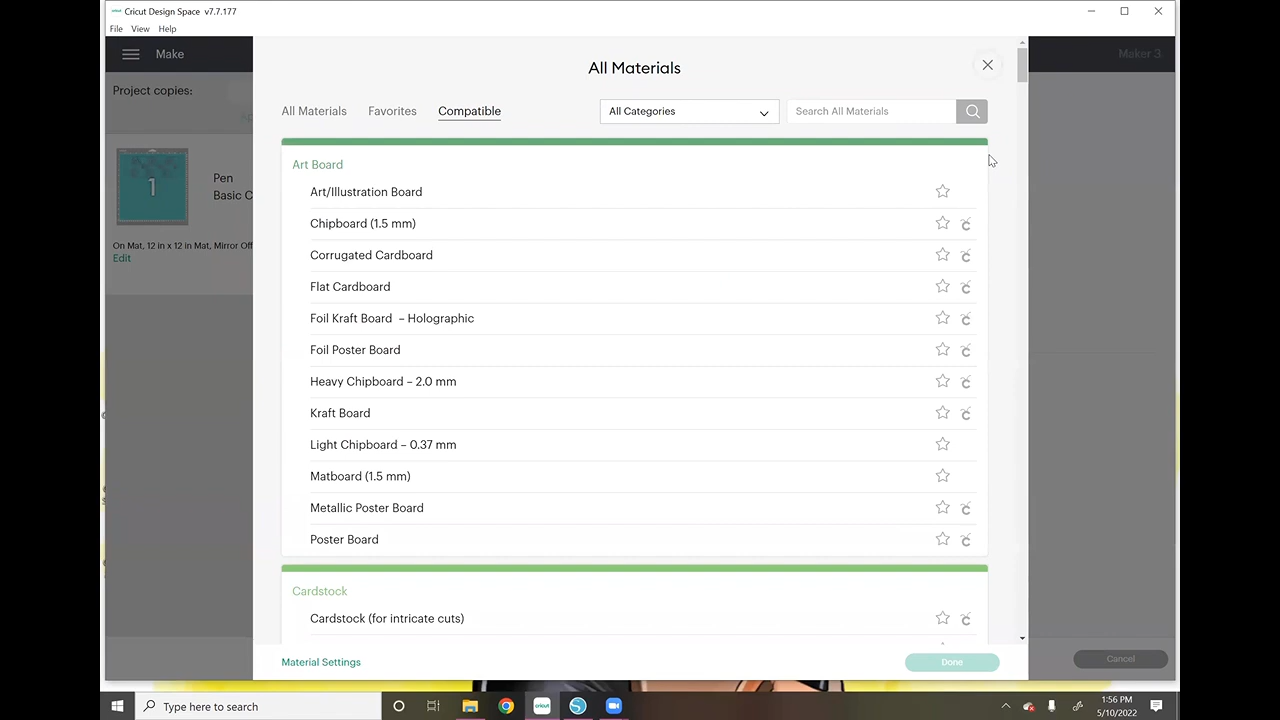 Cricut Design Space v7.7.177
File View Help
Make
Maker 3
Project copies:
1
Pen
Basic C
On Mat, 12 in x 12 in Mat, Mirror Off
Edit
All Materials
All Materials Favorites Compatible All Categories Search All Materials
Art Board
Art/Illustration Board
Chipboard (1.5 mm)
Corrugated Cardboard
Flat Cardboard
Foil Kraft Board – Holographic
Foil Poster Board
Heavy Chipboard – 2.0 mm
Kraft Board
Light Chipboard – 0.37 mm
Matboard (1.5 mm)
Metallic Poster Board
Poster Board
Cardstock
Cardstock (for intricate cuts)
Material Settings
Done
Cancel
Type here to search
cricut
1:56 PM
5/10/2022